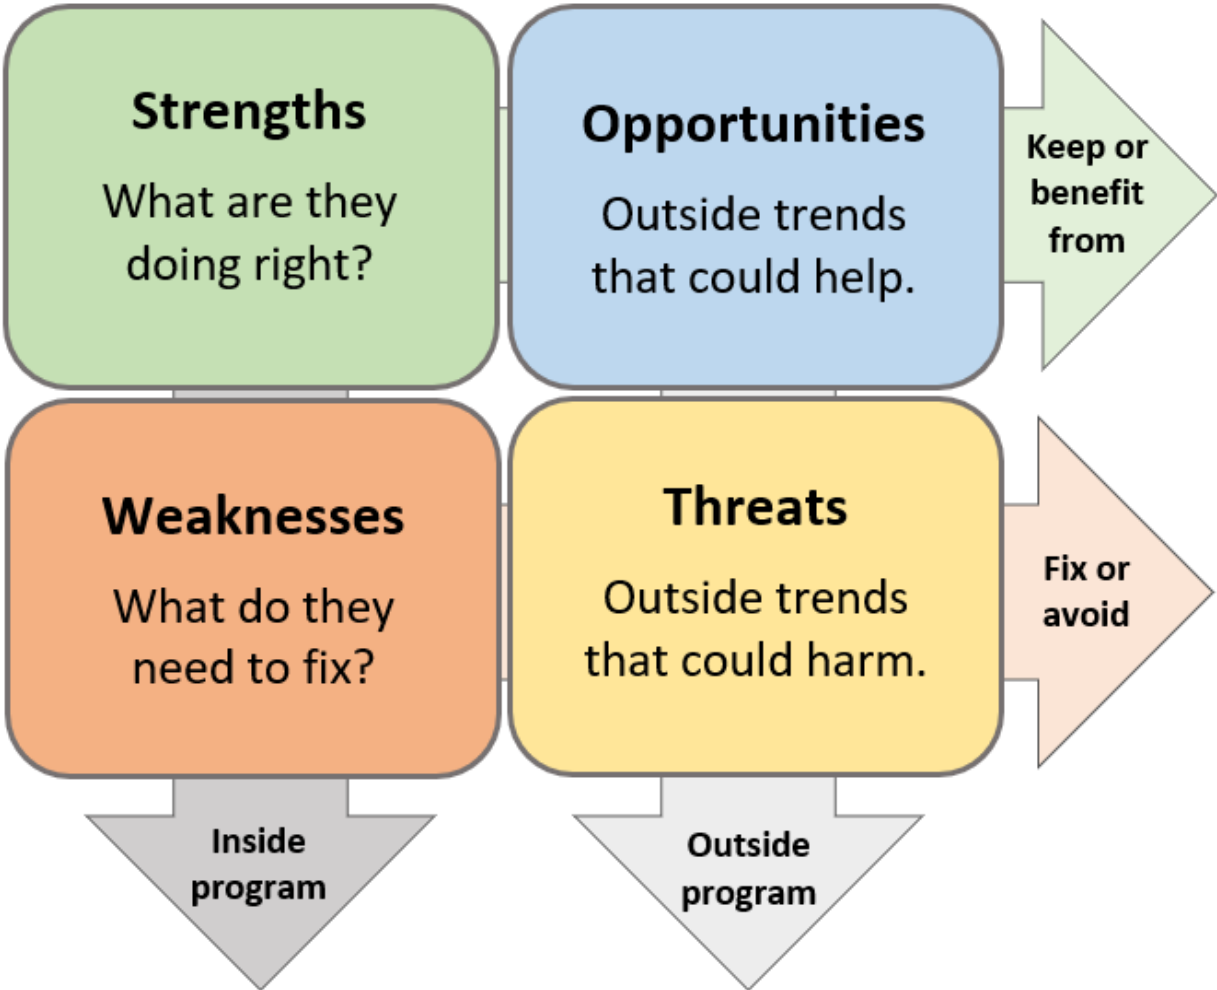 Strengths
What are they
doing right?
Opportunities
Outside trends
that could help.
Keep or
benefit
from
Weaknesses
What do they
need to fix?
Threats
Outside trends
that could harm.
Fix or
avoid
Inside
program
Outside
program